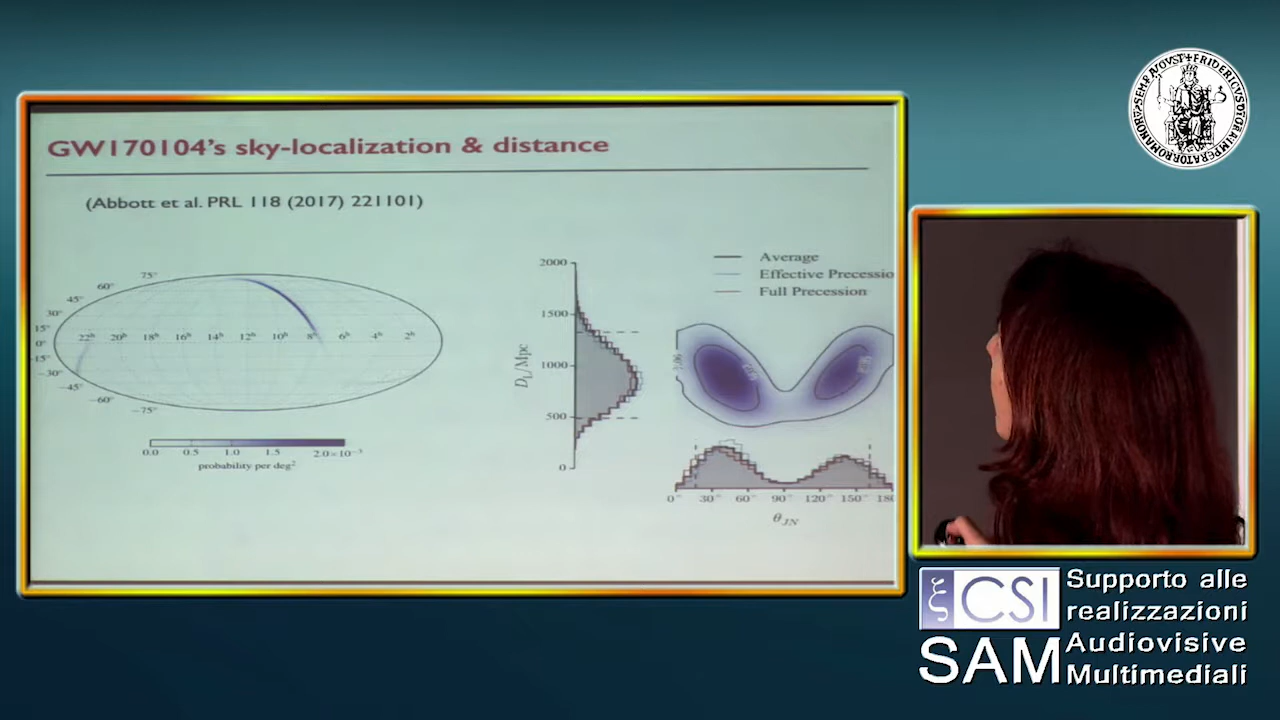 GW170104's sky-localization & distance
(Abbott et al. PRL 118 (2017) 221101)
75°
60°
45°
30°
15°
0°
-15°
-30°
-45°
-60°
-75°
22h 20h 18h 16h 14h 12h 10h 8h 6h 4h 2h
0.0 0.5 1.0 1.5 2.0×10⁻³
probability per deg²
2000
1500
1000
500
0
D_L/Mpc
Average
Effective Precessio
Full Precession
0° 30° 60° 90° 120° 150° 180
θ_JN
ξ CSI
SAM
Supporto alle
realizzazioni
Audiovisive
Multimediali